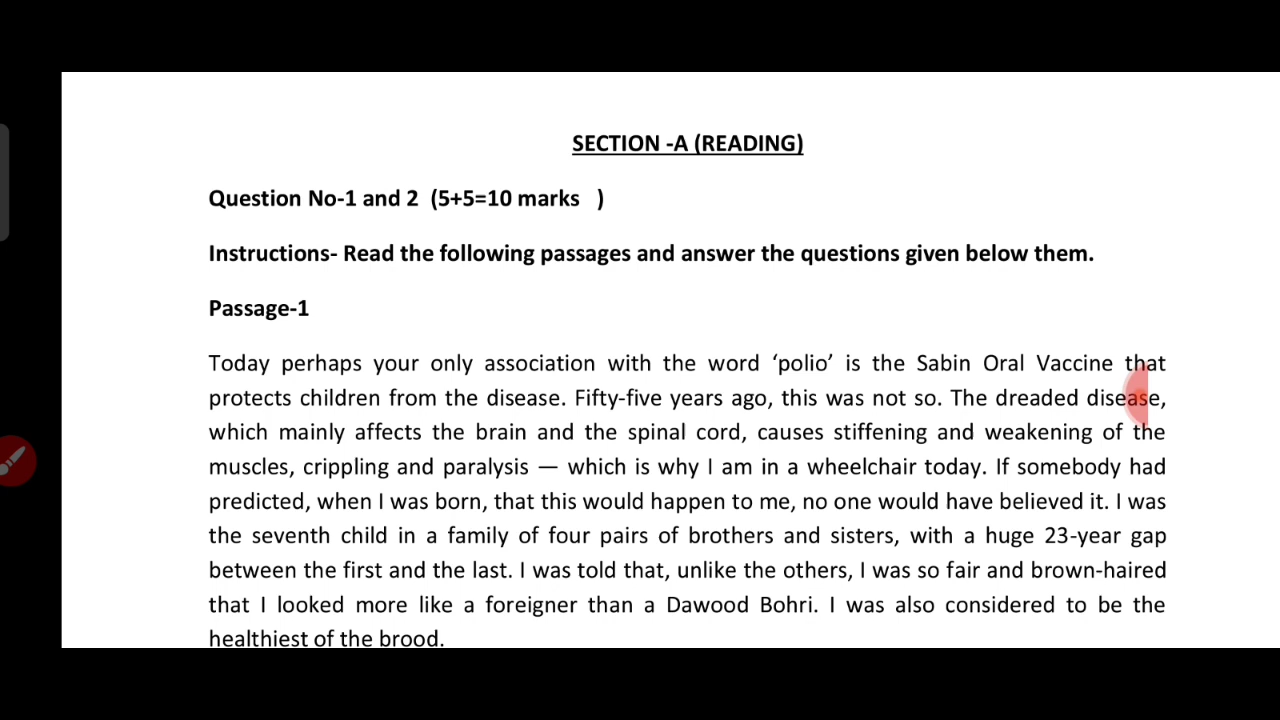 SECTION -A (READING)
Question No-1 and 2 (5+5=10 marks )
Instructions- Read the following passages and answer the questions given below them.
Passage-1
Today perhaps your only association with the word ‘polio’ is the Sabin Oral Vaccine that
protects children from the disease. Fifty-five years ago, this was not so. The dreaded disease,
which mainly affects the brain and the spinal cord, causes stiffening and weakening of the
muscles, crippling and paralysis — which is why I am in a wheelchair today. If somebody had
predicted, when I was born, that this would happen to me, no one would have believed it. I was
the seventh child in a family of four pairs of brothers and sisters, with a huge 23-year gap
between the first and the last. I was told that, unlike the others, I was so fair and brown-haired
that I looked more like a foreigner than a Dawood Bohri. I was also considered to be the
healthiest of the brood.